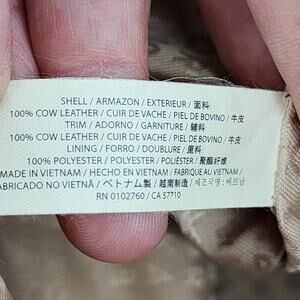 SHELL / ARMAZON / EXTERIEUR / 面料:
100% COW LEATHER / CUIR DE VACHE / PIEL DE BOVINO / 牛皮
TRIM / ADORNO / GARNITURE / 辅料:
100% COW LEATHER / CUIR DE VACHE / PIEL DE BOVINO / 牛皮
LINING / FORRO / DOUBLURE / 里料:
100% POLYESTER / POLYESTER / POLIÉSTER / 聚酯纤维
MADE IN VIETNAM / HECHO EN VIETNAM / FABRIQUE AU VIETNAM /
FABRICADO NO VIETNÃ / ベトナム製 / 越南制造 / 제조국명 : 베트남
RN 0102760 / CA 57710